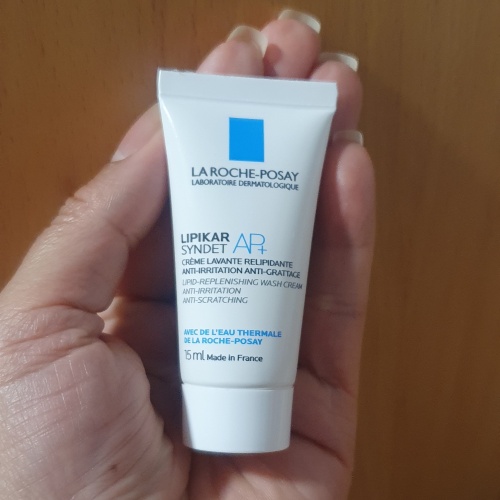 LA ROCHE-POSAY
LABORATOIRE DERMATOLOGIQUE
LIPIKAR
SYNDET AP+
CRÈME LAVANTE RELIPIDANTE
ANTI-IRRITATION ANTI-GRATTAGE
LIPID-REPLENISHING WASH CREAM
ANTI-IRRITATION
ANTI-SCRATCHING
AVEC DE L'EAU THERMALE
DE LA ROCHE-POSAY
15 ml Made in France